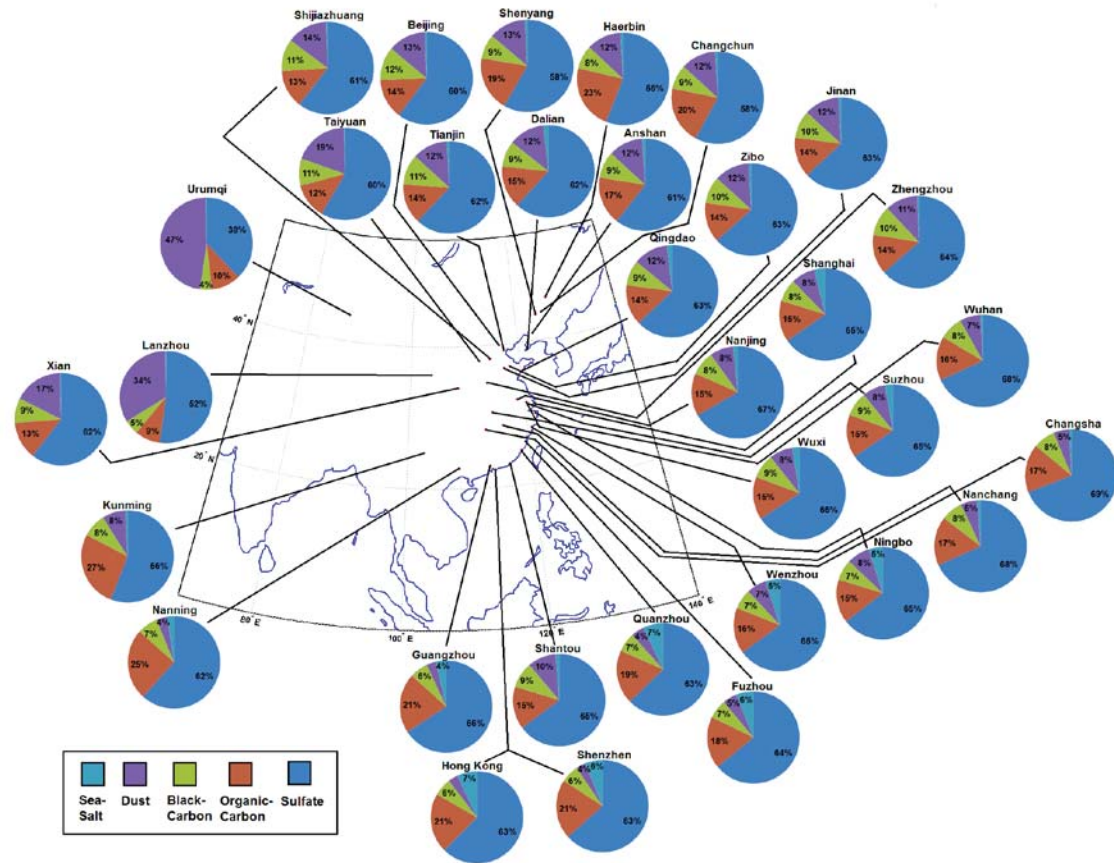 Shijiazhuang
14%
11%
13%
61%
Beijing
13%
12%
14%
60%
Shenyang
13%
9%
19%
58%
Haerbin
12%
8%
23%
Changchun
12%
9%
20%
58%
Jinan
12%
10%
14%
63%
Taiyuan
19%
11%
12%
60%
Tianjin
12%
11%
14%
62%
Dalian
12%
9%
15%
62%
Anshan
12%
9%
17%
61%
Zibo
12%
10%
14%
63%
Zhengzhou
11%
10%
14%
64%
Urumqi
47%
4%
10%
Qingdao
12%
9%
14%
63%
Shanghai
8%
8%
15%
65%
Wuhan
7%
8%
16%
68%
Lanzhou
34%
5%
9%
52%
Xian
17%
9%
13%
62%
Nanjing
8%
8%
15%
67%
Suzhou
8%
9%
15%
65%
Wuxi
8%
9%
15%
66%
Changsha
5%
8%
17%
69%
Nanchang
8%
17%
68%
Kunming
8%
8%
27%
56%
Ningbo
5%
8%
7%
15%
65%
Wenzhou
5%
7%
7%
16%
66%
Nanning
4%
7%
25%
62%
Guangzhou
4%
6%
21%
66%
Shantou
10%
9%
15%
65%
Quanzhou
7%
4%
7%
19%
63%
Fuzhou
6%
5%
7%
18%
64%
Hong Kong
7%
6%
21%
63%
Shenzhen
4%
6%
21%
63%
40° N
20° N
80° E
100° E
120° E
140° E
Sea-
Salt
Dust
Black-
Carbon
Organic-
Carbon
Sulfate